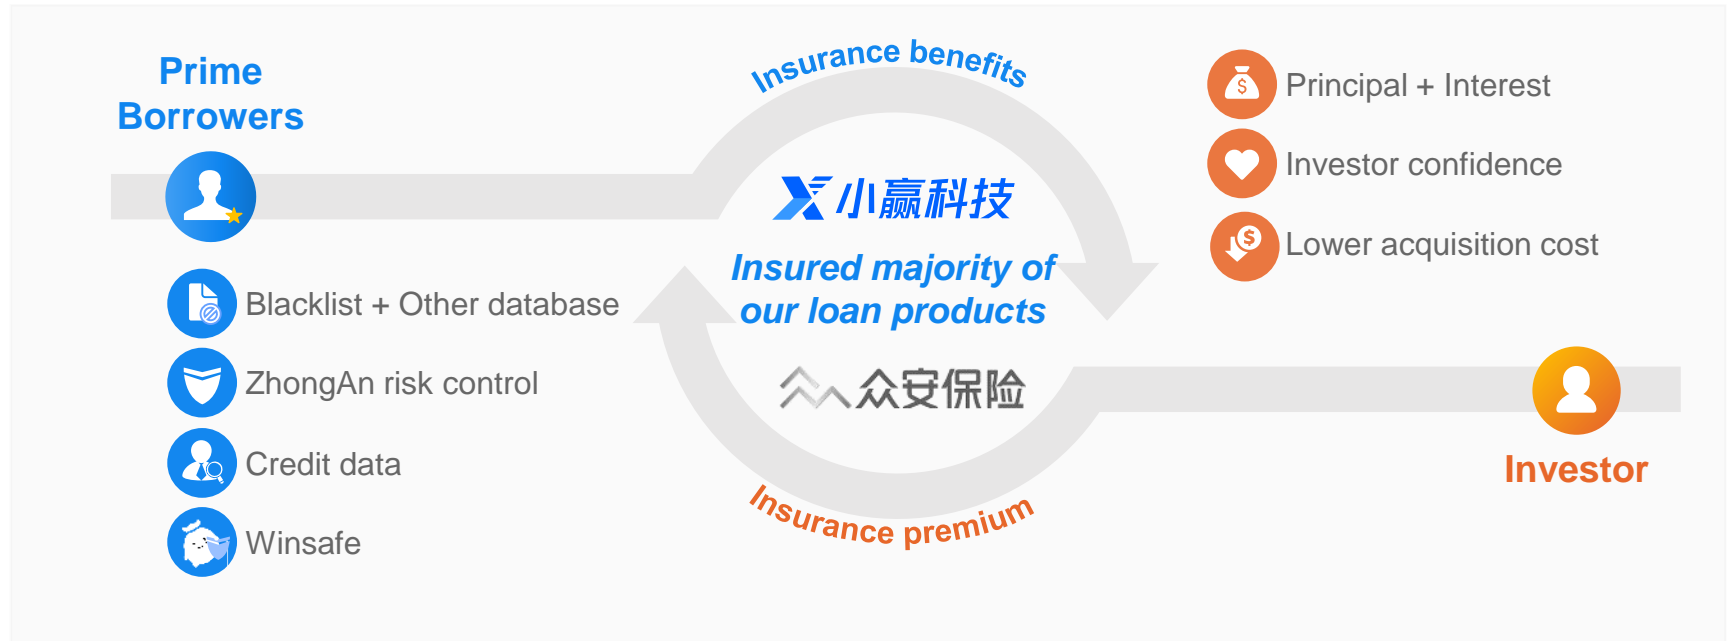 Prime
Borrowers
Blacklist + Other database
ZhongAn risk control
Credit data
Winsafe
Insurance benefits
小赢科技
Insured majority of
our loan products
众安保险
Insurance premium
$
Principal + Interest
Investor confidence
$
Lower acquisition cost
Investor